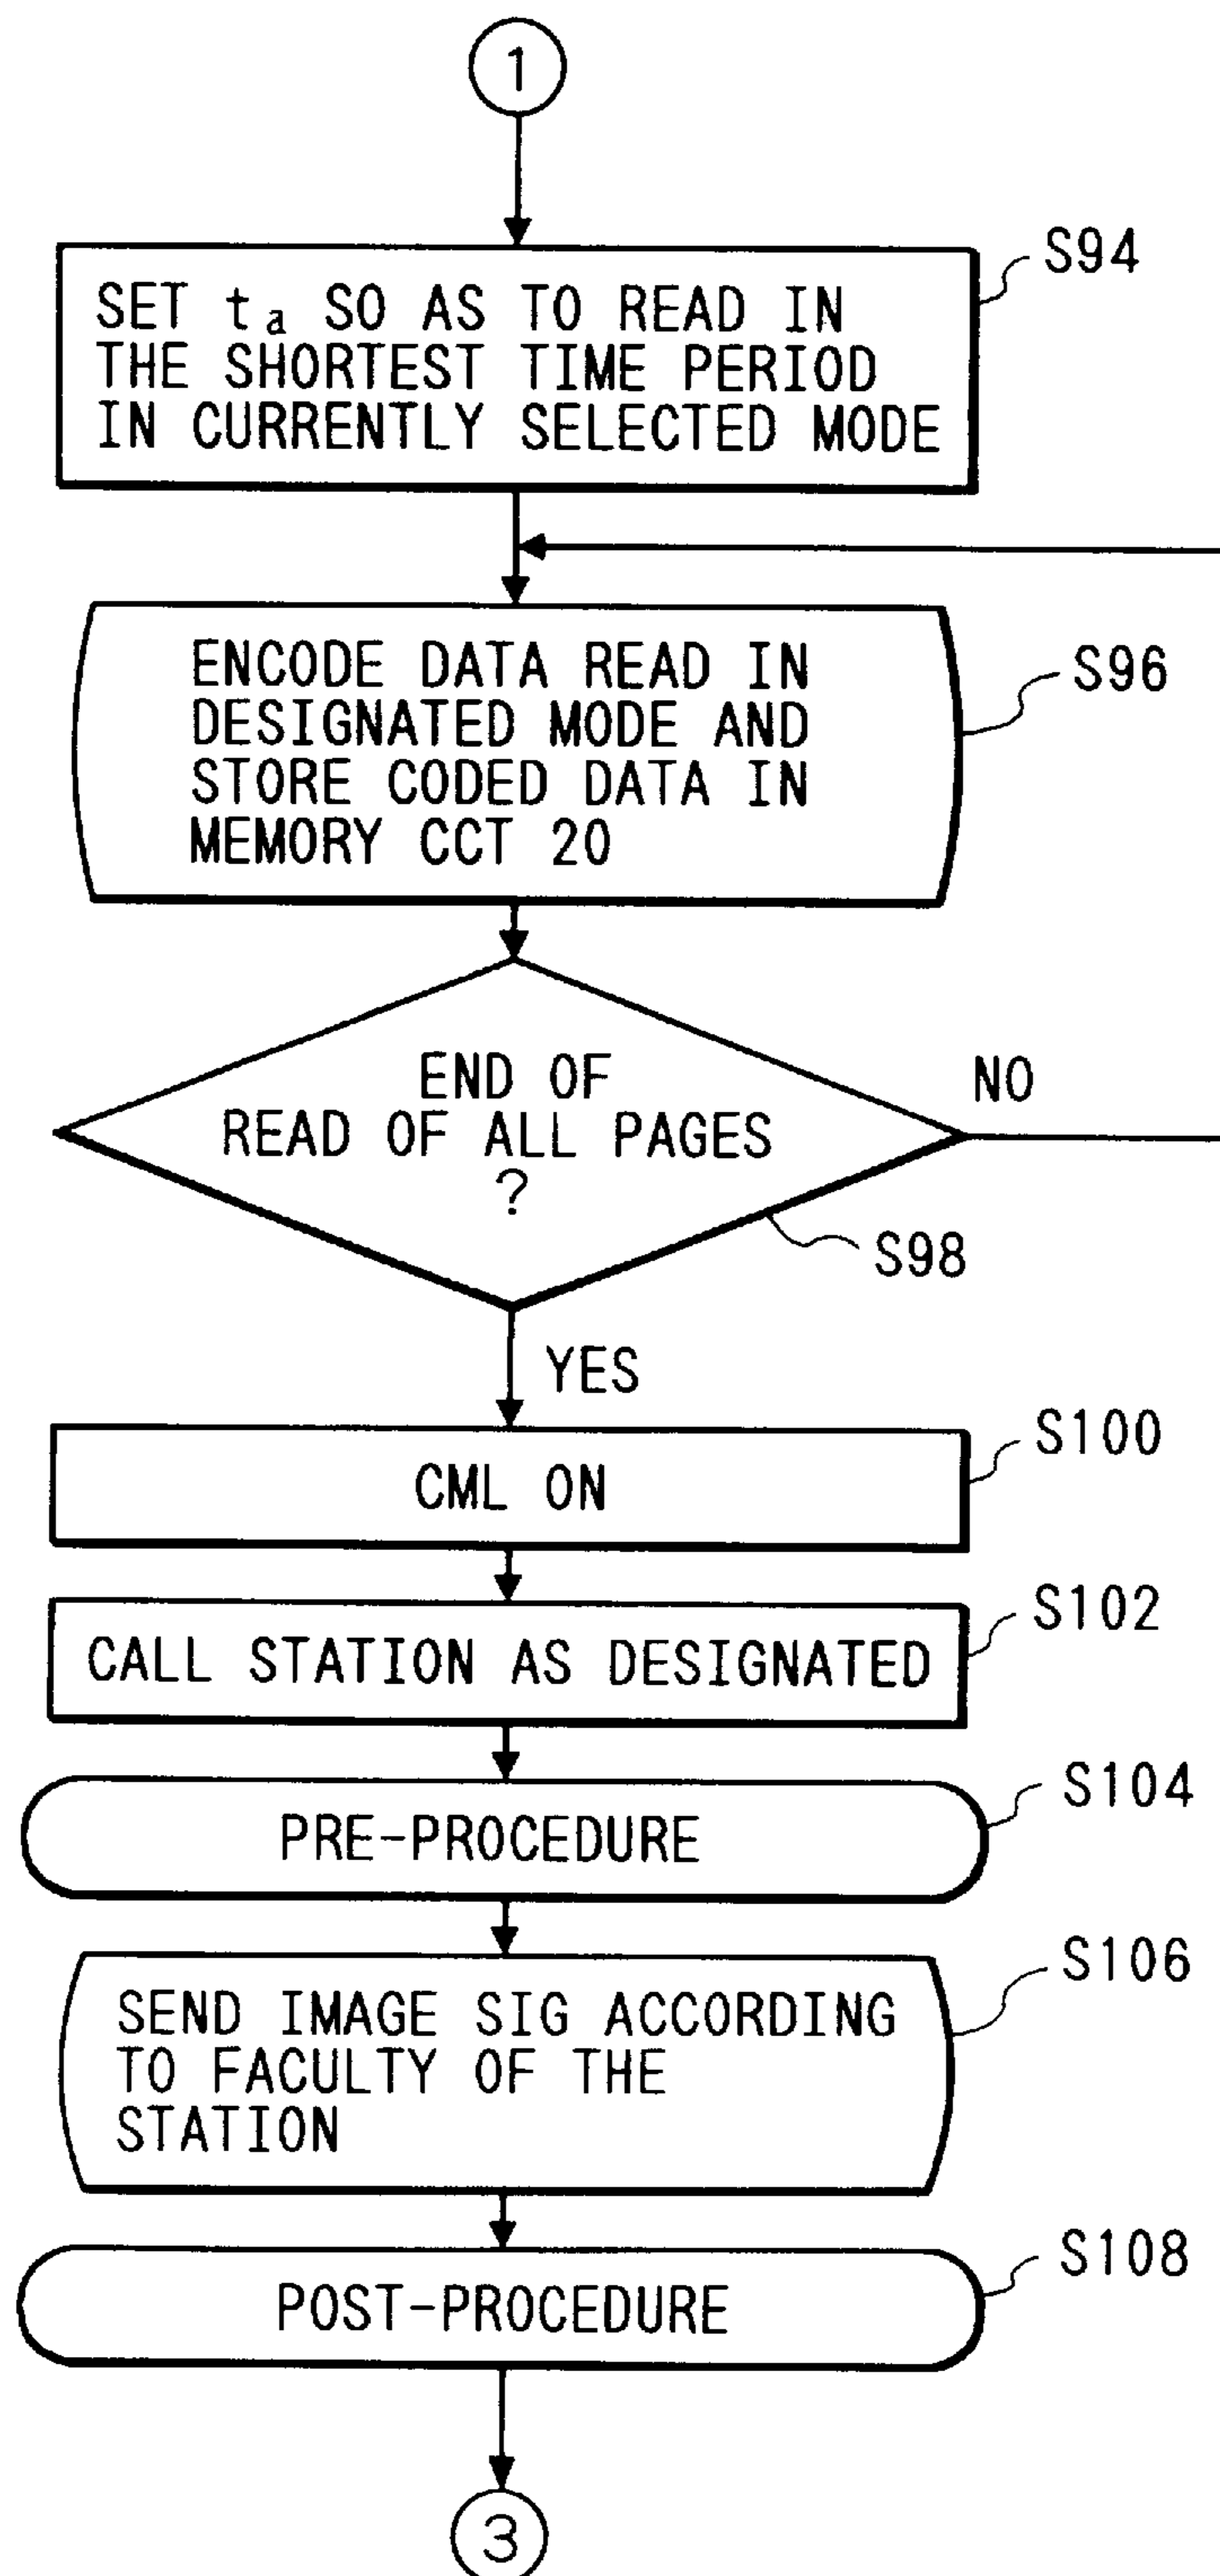 1
S94
SET ta SO AS TO READ IN
THE SHORTEST TIME PERIOD
IN CURRENTLY SELECTED MODE
S96
ENCODE DATA READ IN
DESIGNATED MODE AND
STORE CODED DATA IN
MEMORY CCT 20
END OF
READ OF ALL PAGES
?
NO
S98
YES
S100
CML ON
S102
CALL STATION AS DESIGNATED
S104
PRE-PROCEDURE
S106
SEND IMAGE SIG ACCORDING
TO FACULTY OF THE
STATION
S108
POST-PROCEDURE
3